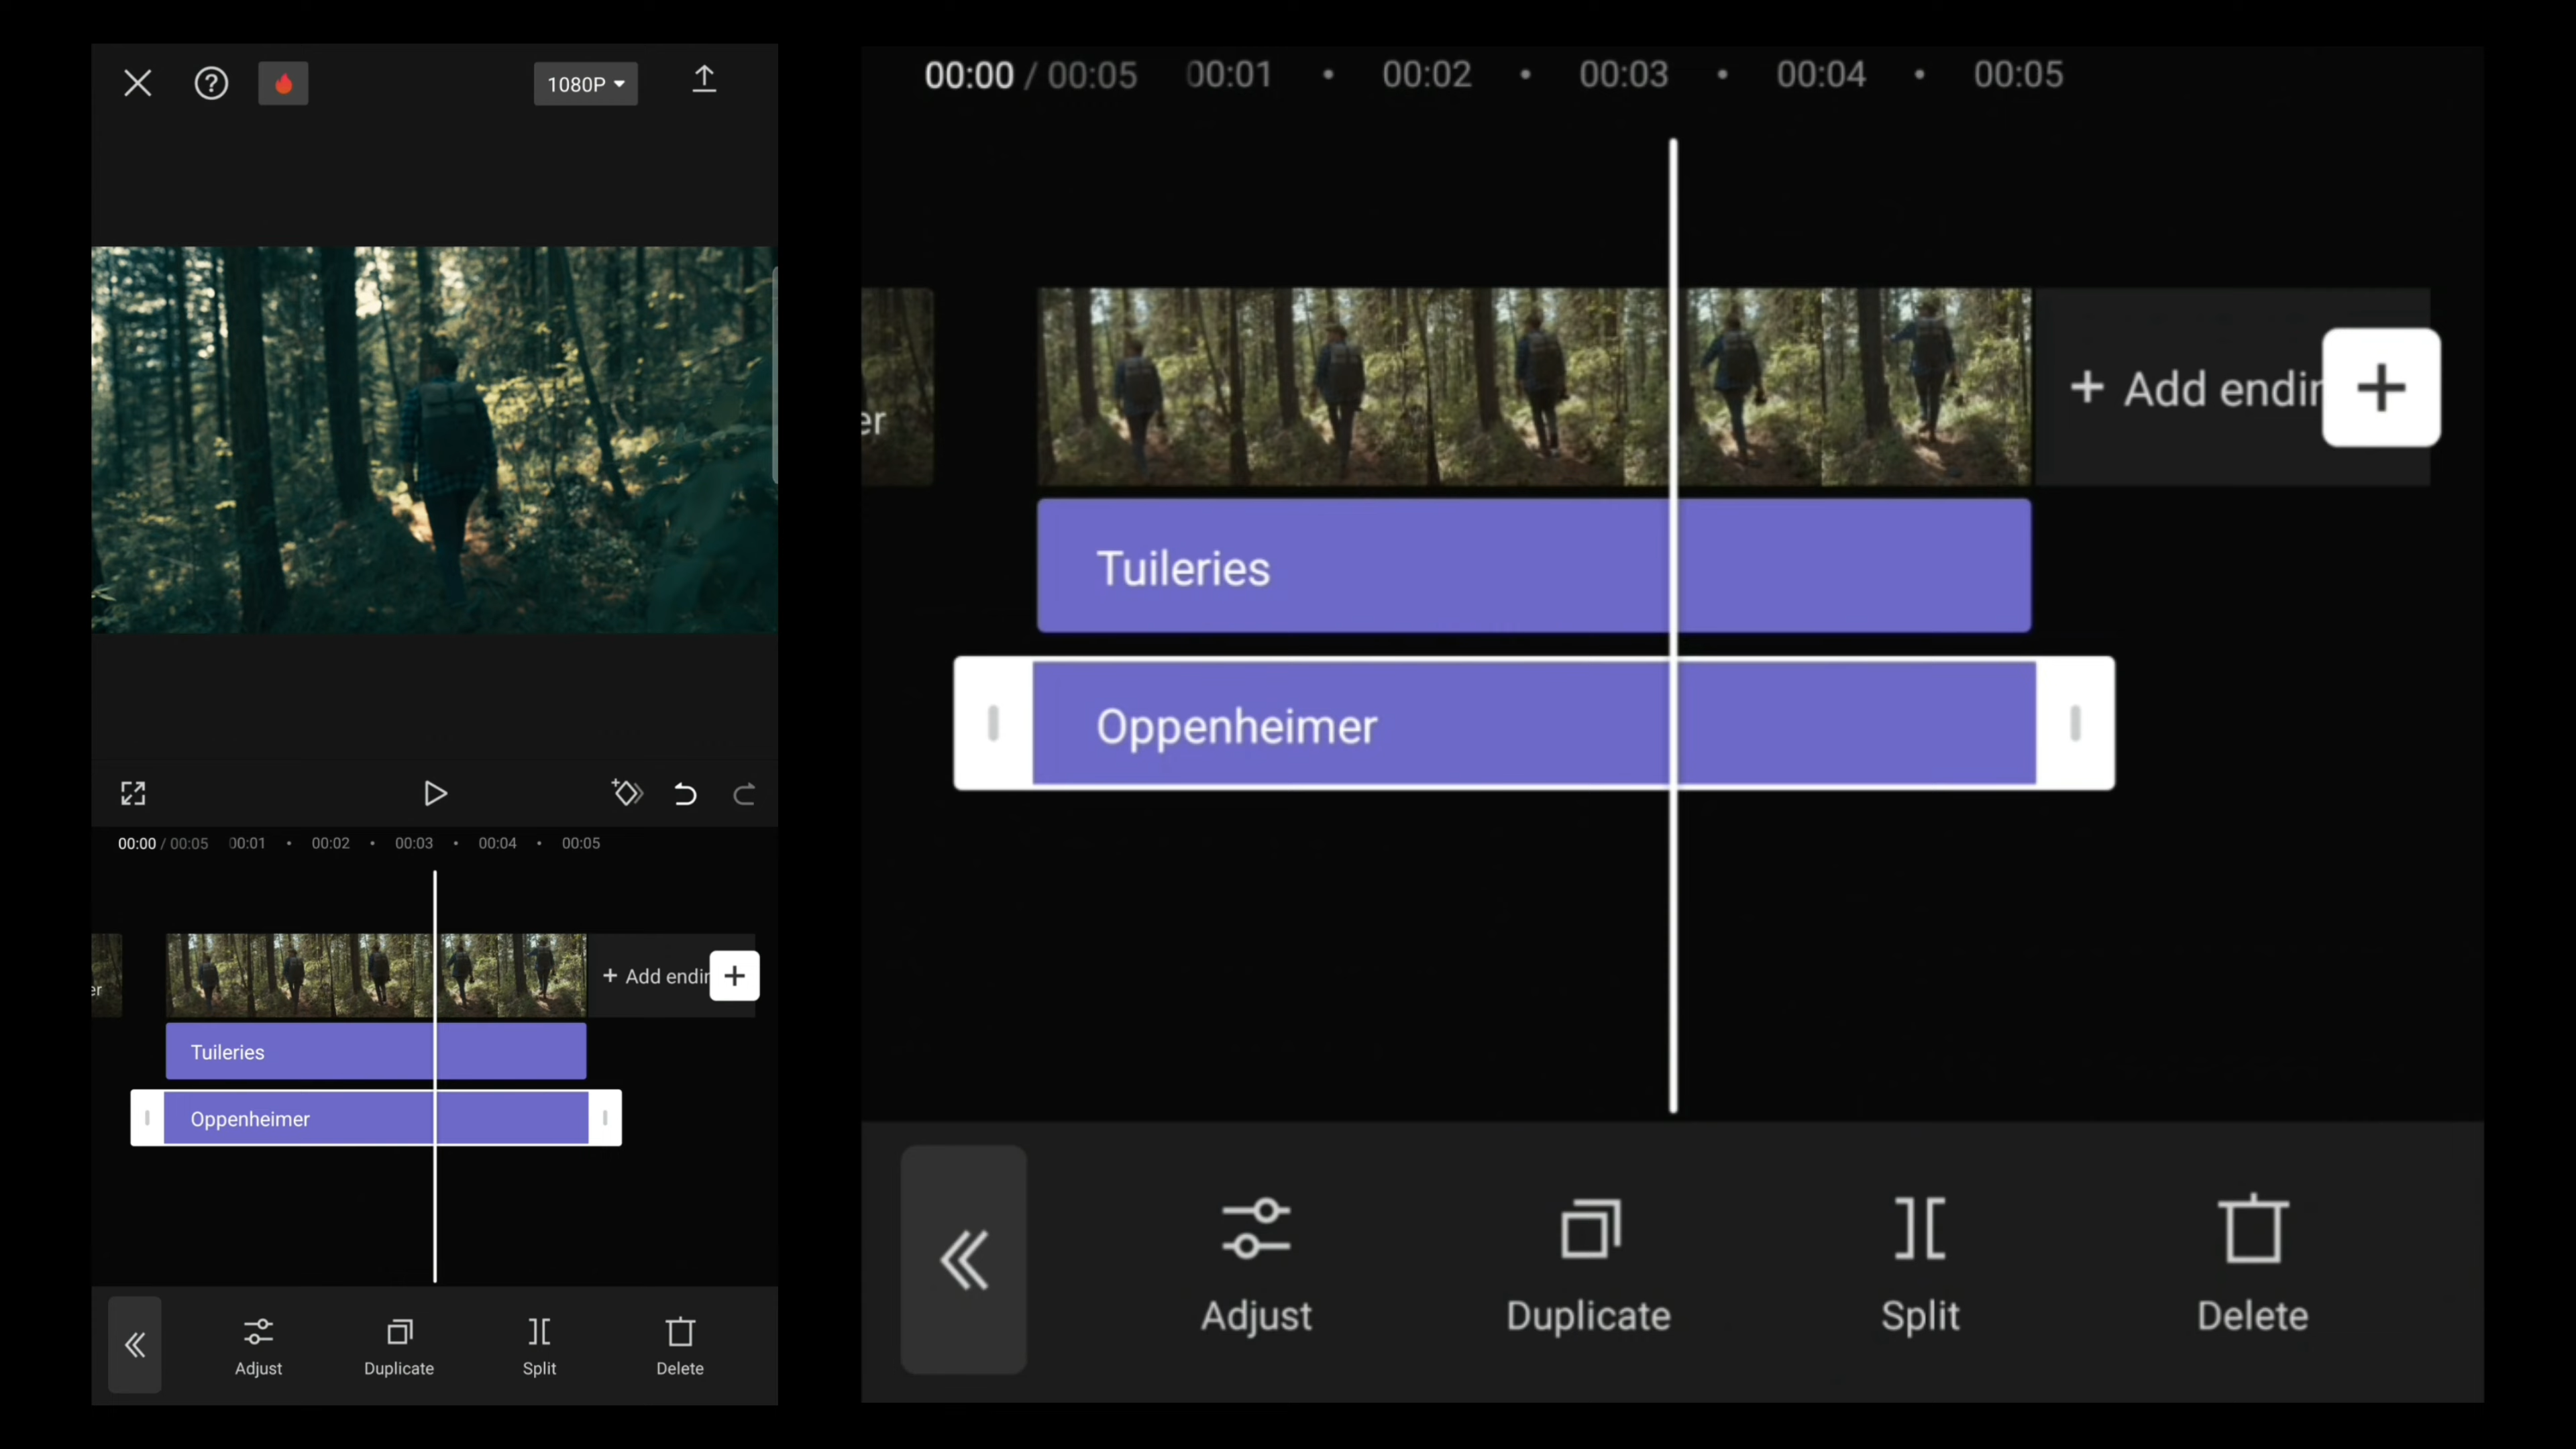 1080P
00:00 / 00:05 00:01 • 00:02 • 00:03 • 00:04 • 00:05
er
+ Add endin
Tuileries
Oppenheimer
Adjust Duplicate Split Delete
00:00 / 00:05 00:01 • 00:02 • 00:03 • 00:04 • 00:05
er
+ Add endin
Tuileries
Oppenheimer
Adjust Duplicate Split Delete